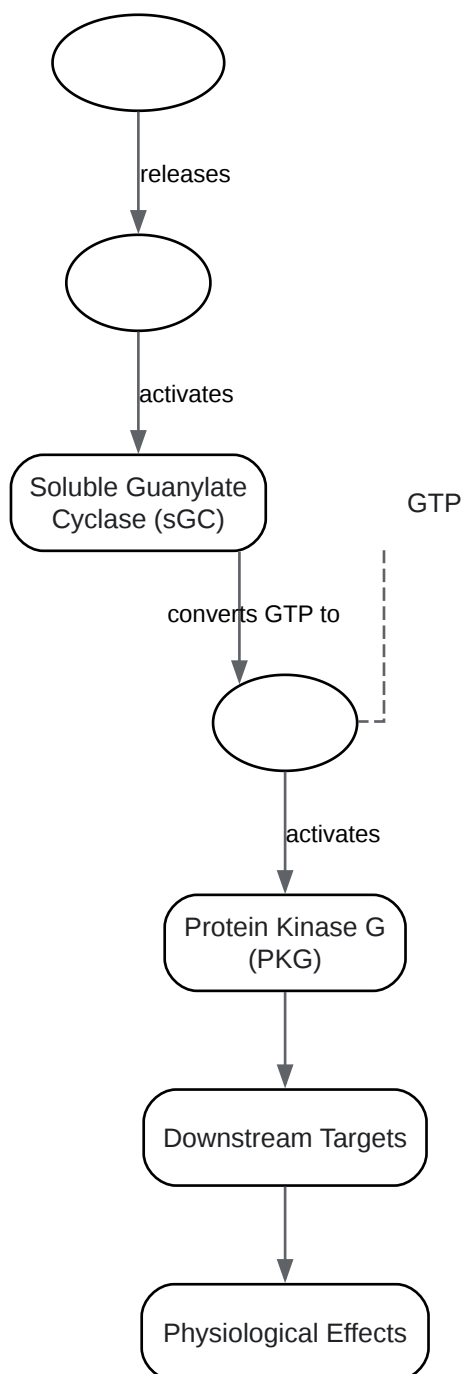 releases
activates
Soluble Guanylate
Cyclase (sGC)
GTP
converts GTP to
activates
Protein Kinase G
(PKG)
Downstream Targets
Physiological Effects